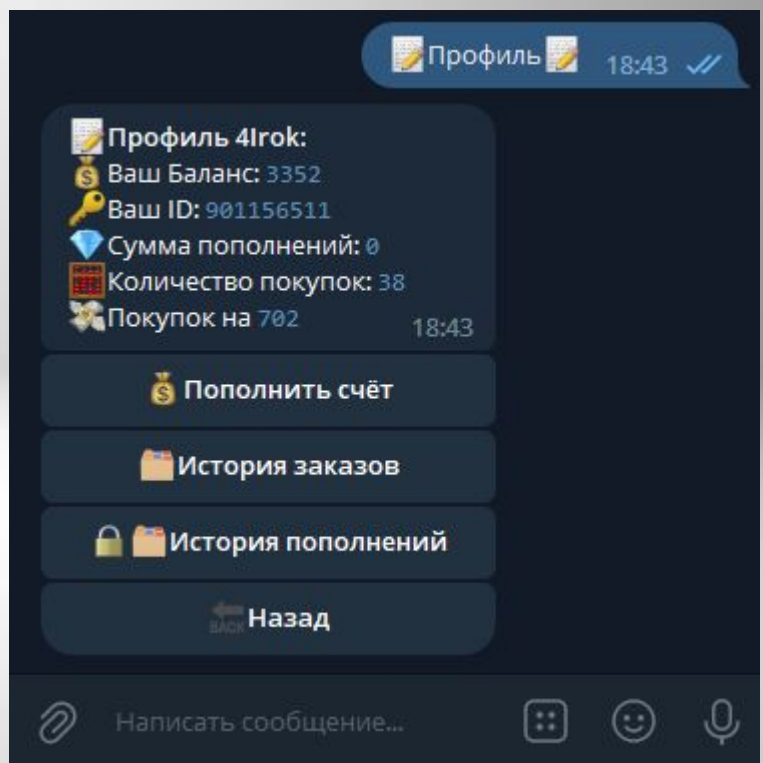 📝Профиль📝 18:43
📝Профиль 4Irok:
💰Ваш Баланс: 3352
🔑Ваш ID: 901156511
💎Сумма пополнений: 0
🧮Количество покупок: 38
💸Покупок на 702
18:43
💰 Пополнить счёт
🗂История заказов
🔒 🗂История пополнений
🔙Назад
Написать сообщение...